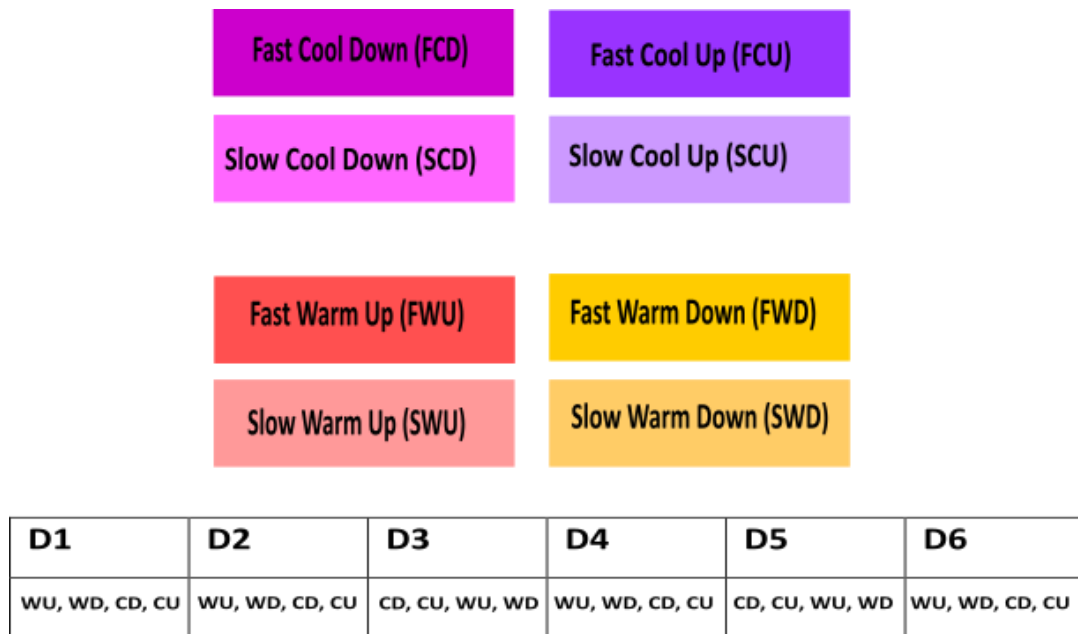 Fast Cool Down (FCD)
Fast Cool Up (FCU)
Slow Cool Down (SCD)
Slow Cool Up (SCU)
Fast Warm Up (FWU)
Fast Warm Down (FWD)
Slow Warm Up (SWU)
Slow Warm Down (SWD)
D1 D2 D3 D4 D5 D6
WU, WD, CD, CU WU, WD, CD, CU CD, CU, WU, WD WU, WD, CD, CU CD, CU, WU, WD WU, WD, CD, CU